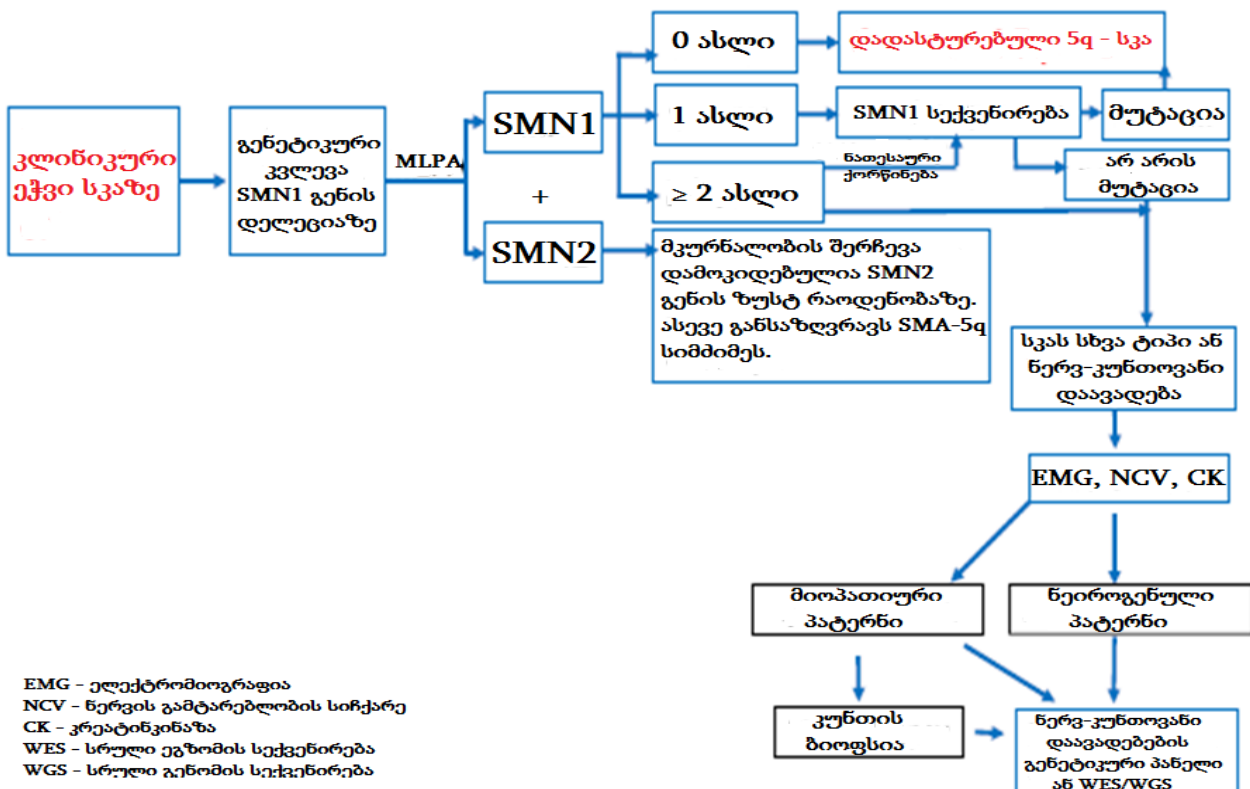 კლინიკური
ეჭვი სკაზე
გენეტიკური
კვლევა
SMN1 გენის
დელეციაზე
MLPA
SMN1
+
SMN2
0 ასლი
დადასტურებული 5q - სკა
1 ასლი
SMN1 სექვენირება
მუტაცია
≥ 2 ასლი
ნათესაური
ქორწინება
არ არის
მუტაცია
მკურნალობის შერჩევა
დამოკიდებულია SMN2
გენის ზუსტ რაოდენობაზე.
ასევე განსაზღვრავს SMA-5q
სიმძიმეს.
სკას სხვა ტიპი ან
ნერვ-კუნთოვანი
დაავადება
EMG, NCV, CK
მიოპათიური
პატერნი
ნეიროგენული
პატერნი
კუნთის
ბიოფსია
ნერვ-კუნთოვანი
დაავადებების
გენეტიკური პანელი
ან WES/WGS
EMG - ელექტრომიოგრაფია
NCV - ნერვის გამტარებლობის სიჩქარე
CK - კრეატინკინაზა
WES - სრული ეგზომის სექვენირება
WGS - სრული გენომის სექვენირება